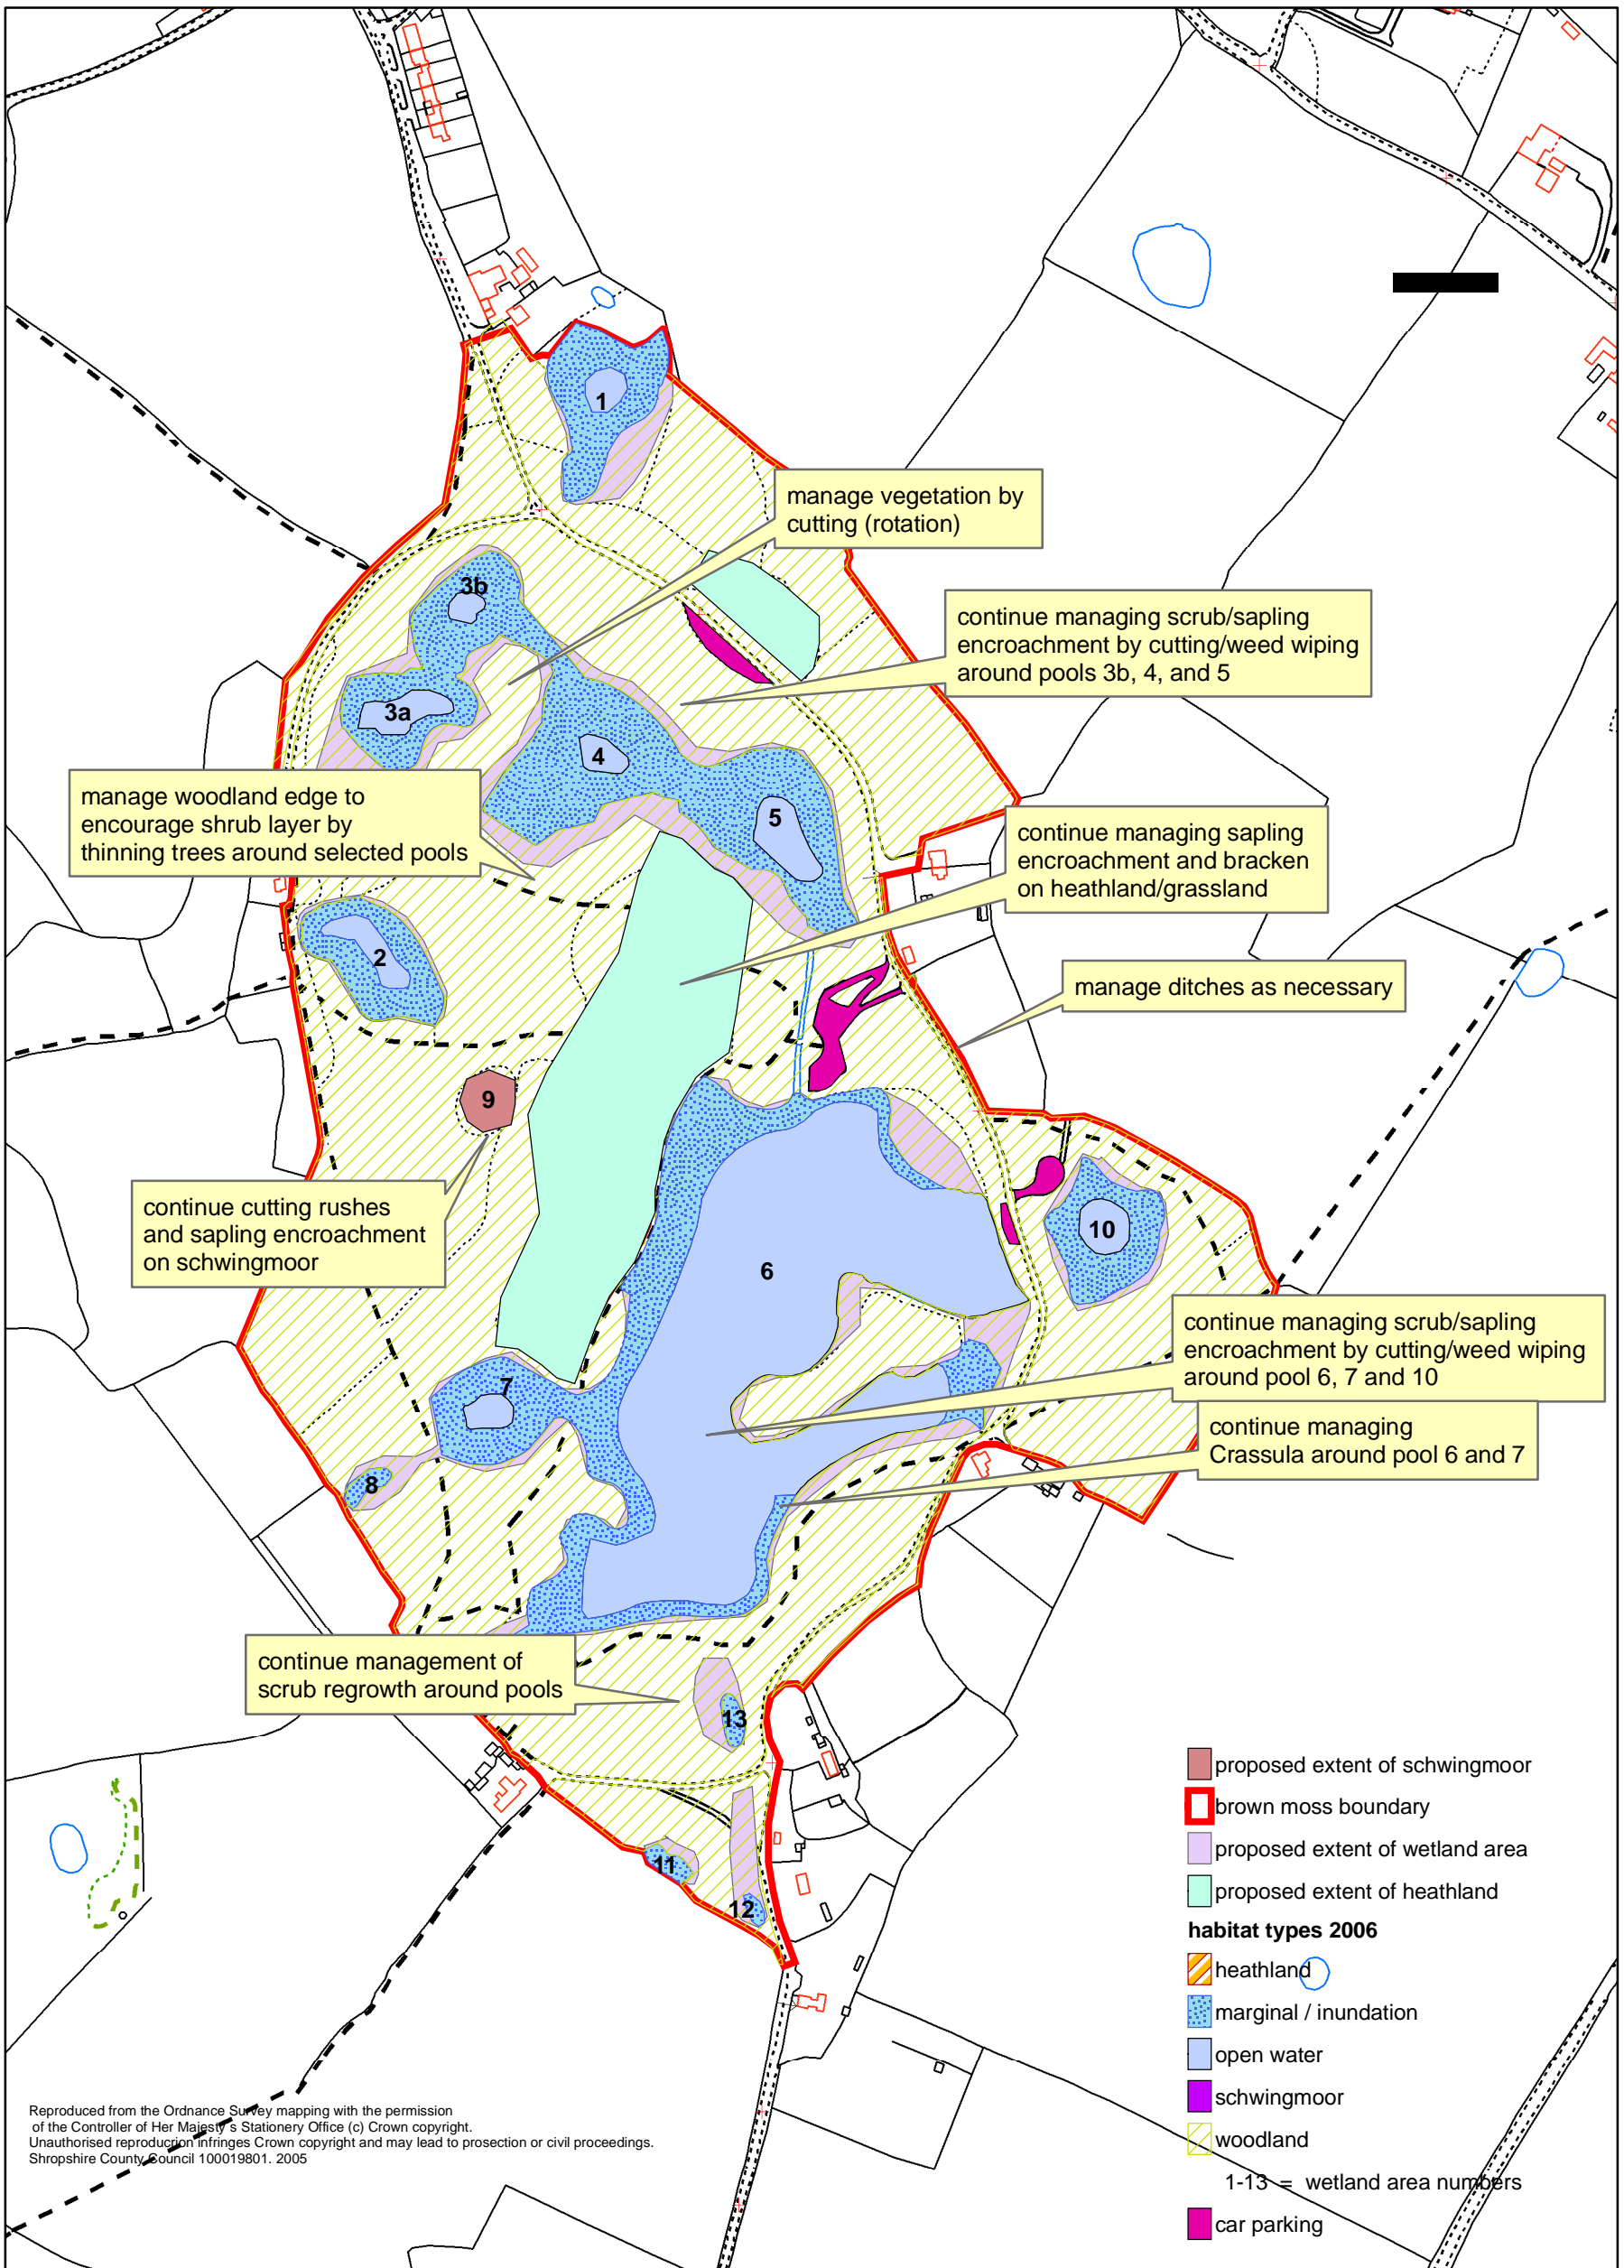 1
manage vegetation by
cutting (rotation)
3b
continue managing scrub/sapling
encroachment by cutting/weed wiping
around pools 3b, 4, and 5
3a
4
manage woodland edge to
encourage shrub layer by
thinning trees around selected pools
5
continue managing sapling
encroachment and bracken
on heathland/grassland
2
manage ditches as necessary
9
continue cutting rushes
and sapling encroachment
on schwingmoor
10
6
continue managing scrub/sapling
encroachment by cutting/weed wiping
around pool 6, 7 and 10
7
continue managing
Crassula around pool 6 and 7
8
continue management of
scrub regrowth around pools
13
11
12
proposed extent of schwingmoor
brown moss boundary
proposed extent of wetland area
proposed extent of heathland
habitat types 2006
heathland
marginal / inundation
open water
schwingmoor
woodland
1-13 = wetland area numbers
car parking
Reproduced from the Ordnance Survey mapping with the permission
of the Controller of Her Majesty's Stationery Office (c) Crown copyright.
Unauthorised reproduction infringes Crown copyright and may lead to prosection or civil proceedings.
Shropshire County Council 100019801. 2005